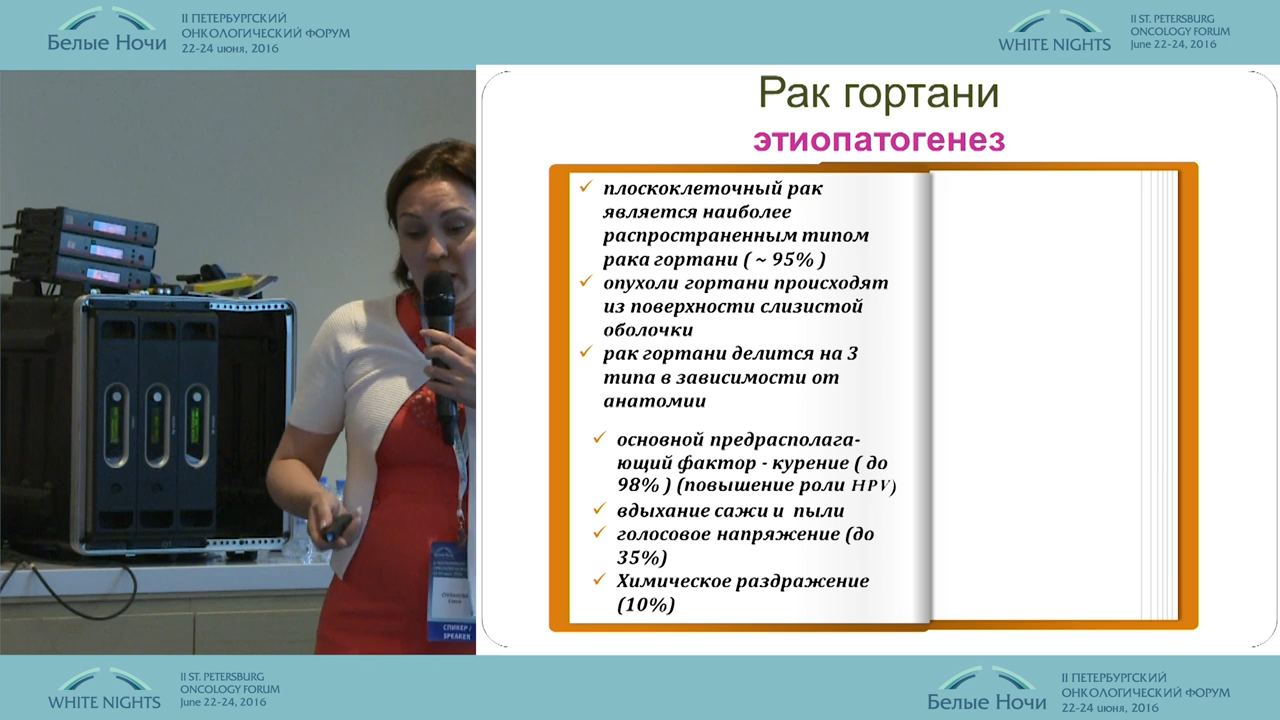 Белые Ночи
II ПЕТЕРБУРГСКИЙ
ОНКОЛОГИЧЕСКИЙ ФОРУМ
22-24 июня, 2016
WHITE NIGHTS
II ST. PETERSBURG
ONCOLOGY FORUM
June 22-24, 2016
Рак гортани
этиопатогенез
плоскоклеточный рак
является наиболее
распространенным типом
рака гортани ( ~ 95% )
опухоли гортани происходят
из поверхности слизистой
оболочки
рак гортани делится на 3
типа в зависимости от
анатомии
основной предрасполага-
ющий фактор - курение ( до
98% ) (повышение роли HPV)
вдыхание сажи и пыли
голосовое напряжение (до
35%)
Химическое раздражение
(10%)
СПИКЕР /
SPEAKER
WHITE NIGHTS
II ST. PETERSBURG
ONCOLOGY FORUM
June 22-24, 2016
Белые Ночи
II ПЕТЕРБУРГСКИЙ
ОНКОЛОГИЧЕСКИЙ ФОРУМ
22-24 июня, 2016